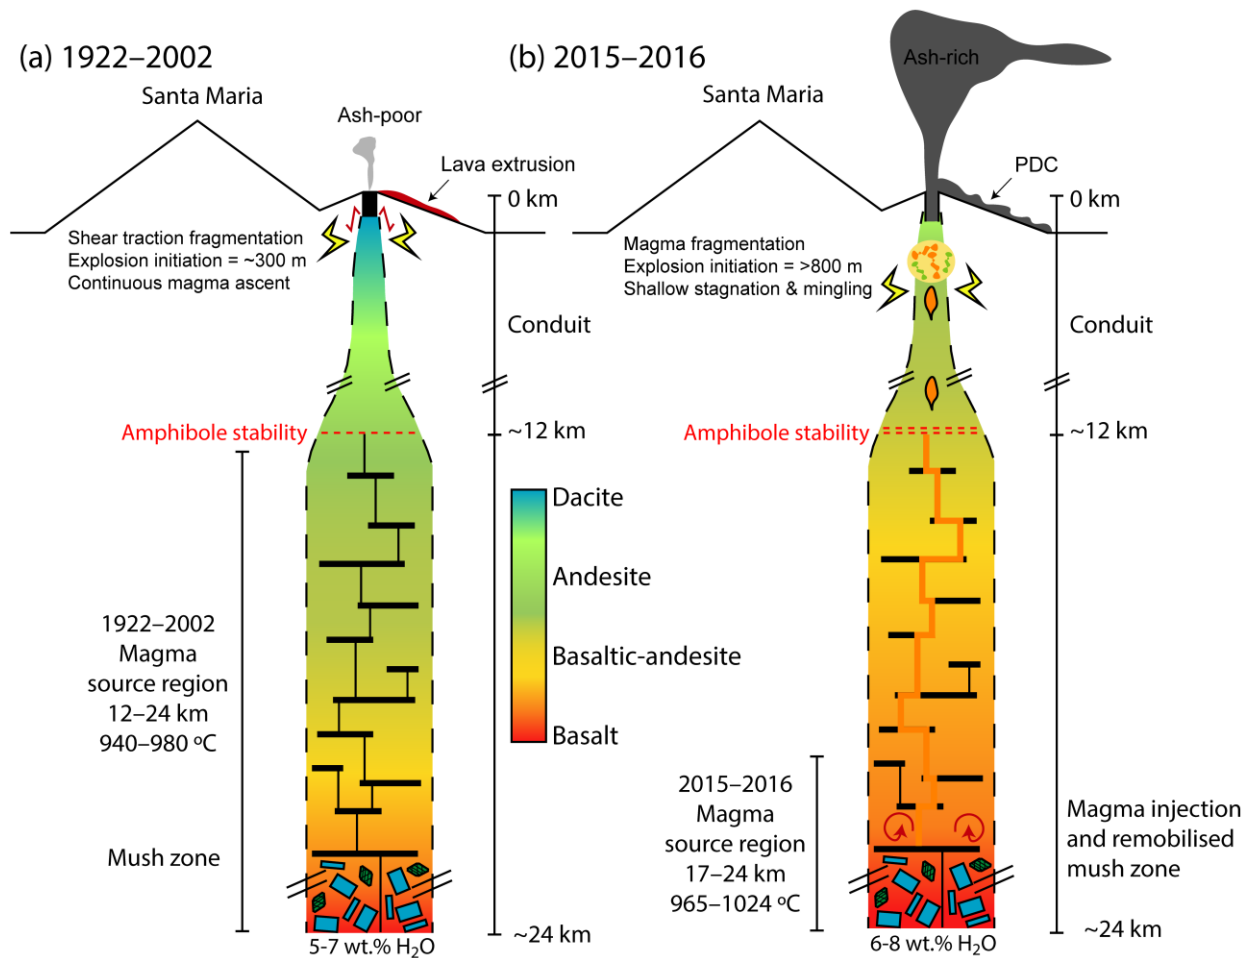 (a) 1922–2002
Santa Maria
Ash-poor
Lava extrusion
0 km
Shear traction fragmentation
Explosion initiation = ~300 m
Continuous magma ascent
Conduit
Amphibole stability
~12 km
1922–2002
Magma
source region
12–24 km
940–980 ºC
Mush zone
~24 km
5-7 wt.% H₂O
Dacite
Andesite
Basaltic-andesite
Basalt
(b) 2015–2016
Ash-rich
Santa Maria
PDC
0 km
Magma fragmentation
Explosion initiation = >800 m
Shallow stagnation & mingling
Conduit
Amphibole stability
~12 km
2015–2016
Magma
source region
17–24 km
965–1024 ºC
Magma injection
and remobilised
mush zone
~24 km
6-8 wt.% H₂O